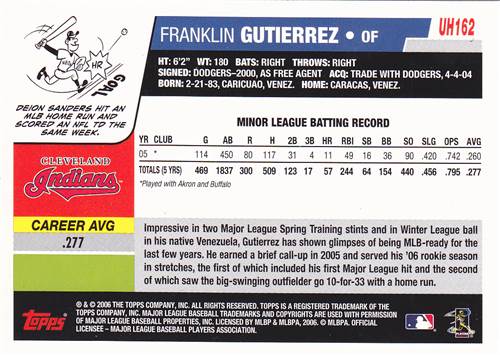 FRANKLIN GUTIERREZ • OF
UH162
HT: 6'2" WT: 180 BATS: RIGHT THROWS: RIGHT
SIGNED: DODGERS–2000, AS FREE AGENT ACQ: TRADE WITH DODGERS, 4-4-04
BORN: 2-21-83, CARICUAO, VENEZ. HOME: CARACAS, VENEZ.
HR
GOAL
DEION SANDERS HIT AN
MLB HOME RUN AND
SCORED AN NFL TD THE
SAME WEEK.
MINOR LEAGUE BATTING RECORD
YR CLUB G AB R H 2B 3B HR RBI SB BB SO SLG OPS AVG
05 * 114 450 80 117 31 3 11 49 16 36 90 .420 .742 .260
TOTALS (5 YRS) 469 1837 300 509 123 17 57 244 64 154 440 .456 .795 .277
*Played with Akron and Buffalo
CLEVELAND
Indians
CAREER AVG
.277
Impressive in two Major League Spring Training stints and in Winter League ball
in his native Venezuela, Gutierrez has shown glimpses of being MLB-ready for the
last few years. He earned a brief call-up in 2005 and served his '06 rookie season
in stretches, the first of which included his first Major League hit and the second
of which saw the big-swinging outfielder go 10-for-33 with a home run.
Topps
® & © 2006 THE TOPPS COMPANY, INC. ALL RIGHTS RESERVED. TOPPS IS A REGISTERED TRADEMARK OF THE
TOPPS COMPANY, INC. MAJOR LEAGUE BASEBALL TRADEMARKS AND COPYRIGHTS ARE USED WITH PERMISSION
OF MAJOR LEAGUE BASEBALL PROPERTIES, INC. LICENSED BY MLBP & MLBPA, 2006. © MLBPA. OFFICIAL
LICENSEE – MAJOR LEAGUE BASEBALL PLAYERS ASSOCIATION.